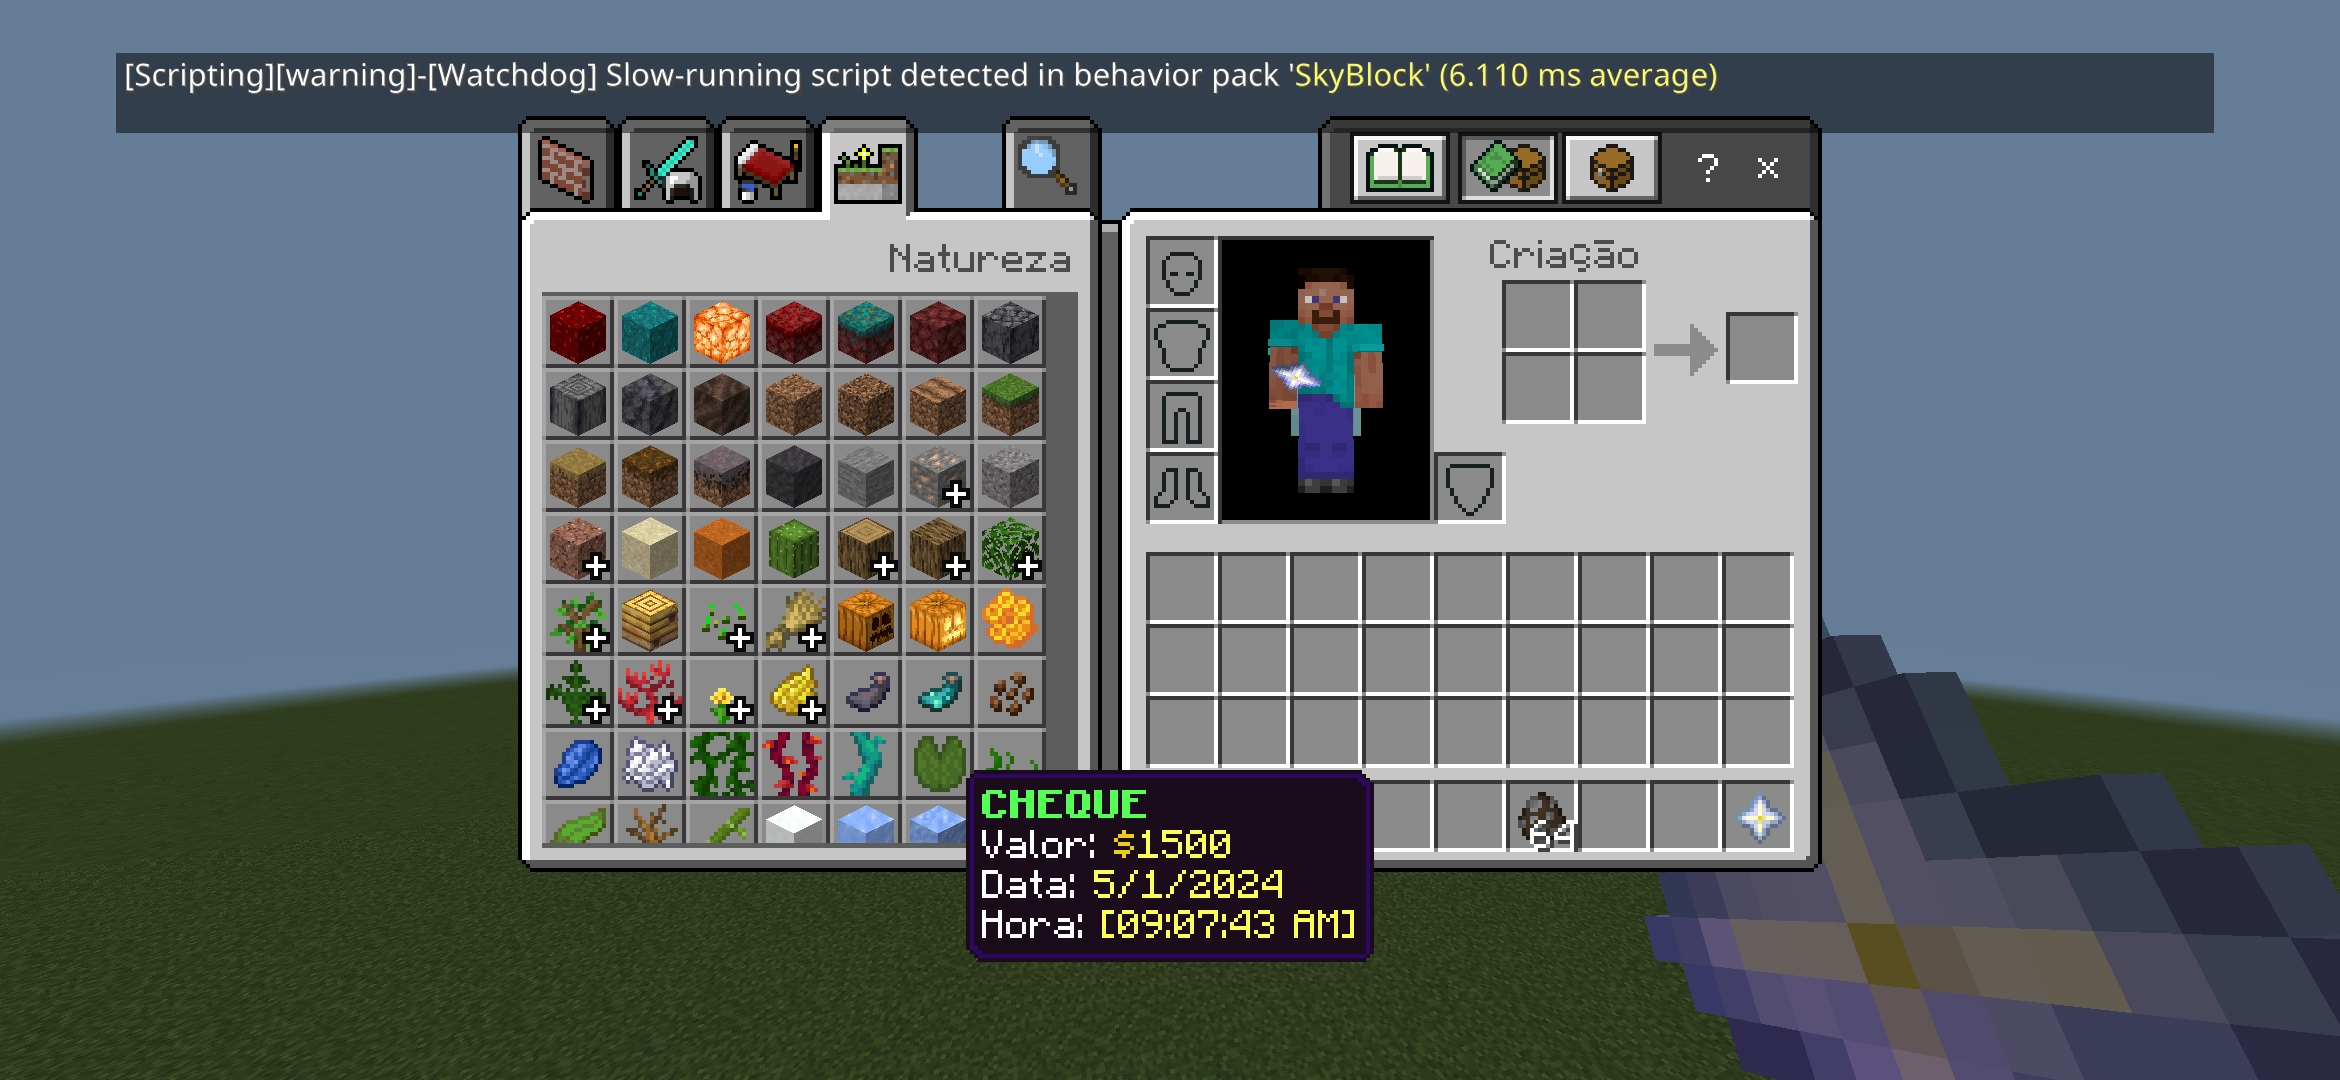 [Scripting][warning]-[Watchdog] Slow-running script detected in behavior pack 'SkyBlock' (6.110 ms average)
? x
Natureza
Criação
64
CHEQUE
Valor: $1500
Data: 5/1/2024
Hora: [09:07:43 AM]